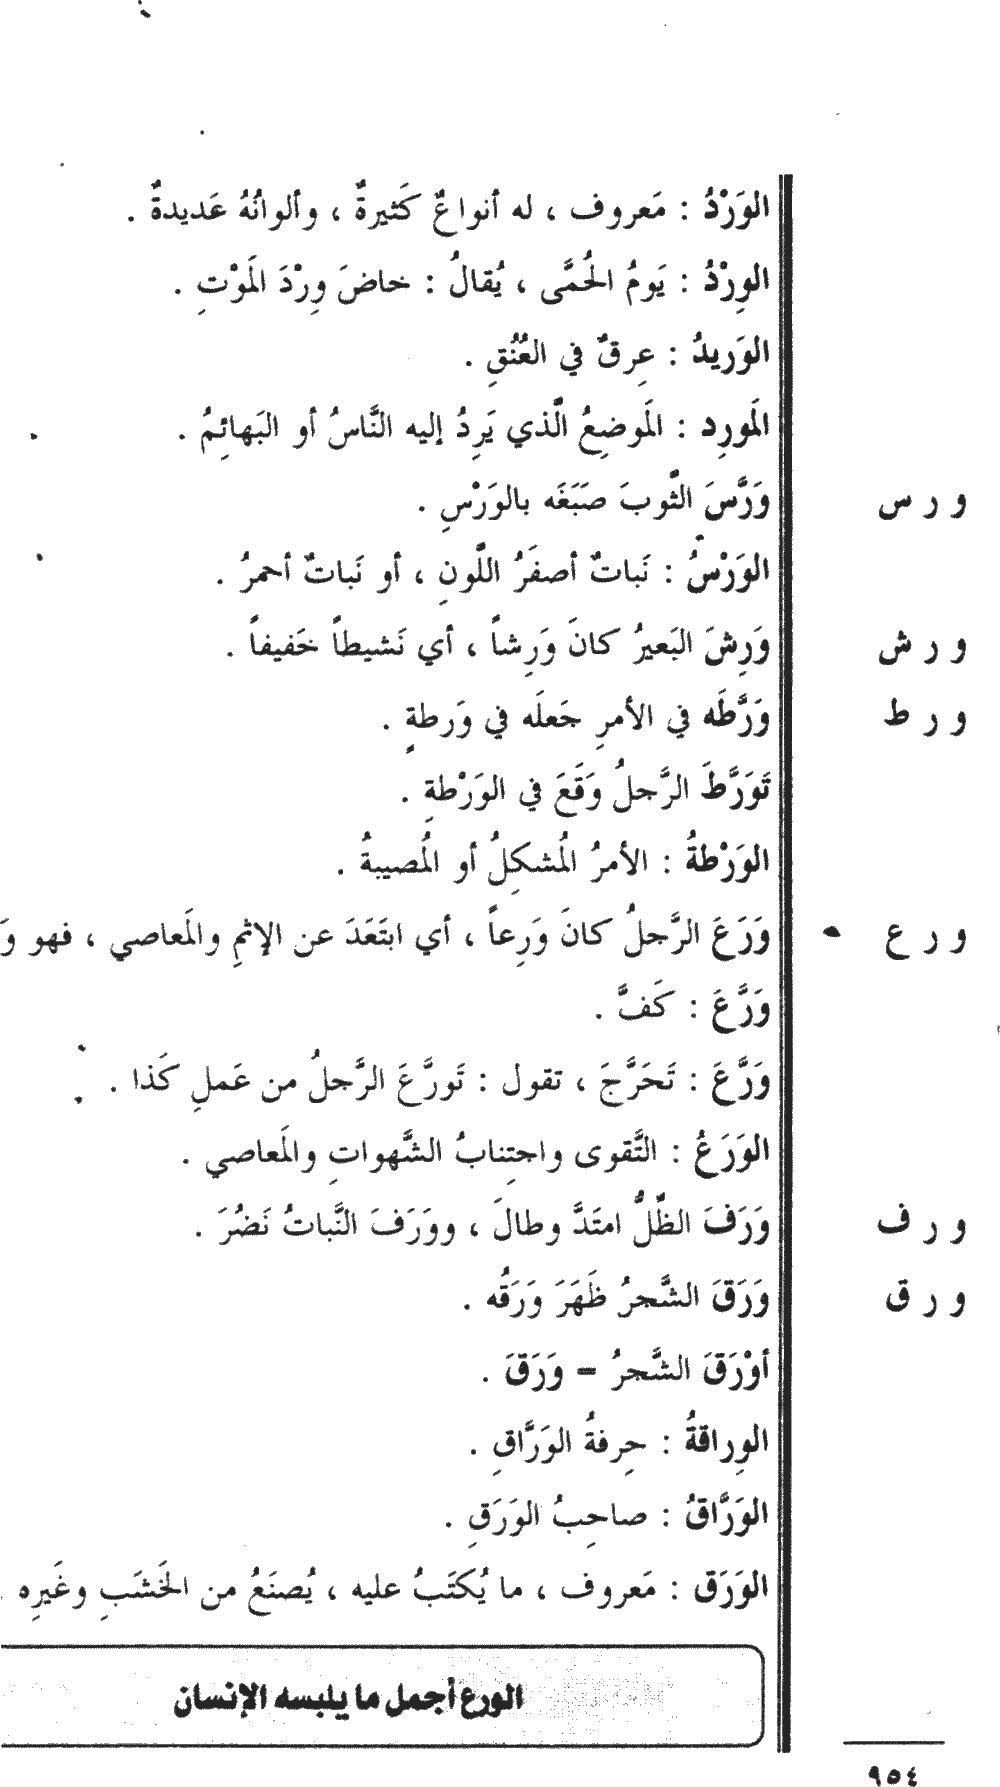 الوَرْدُ : مَعروف ، له أنواعٌ كَثيرةٌ ، وألوانُهُ عَديدةٌ .
الوِرْدُ : يَومُ الحُمَّى ، يُقالُ : خاضَ وِرْدَ المَوْتِ .
الوَريدُ : عِرقٌ في العُنُقِ .
المَورِد : المَوضِعُ الَّذي يَرِدُ إليه النَّاسُ أو البَهائِمُ .
و ر س وَرَّسَ الثَّوبَ صَبَغَه بالوَرْسِ .
الوَرْسُ : نَباتٌ أصفَرُ اللَّونِ ، أو نَباتٌ أحمرُ .
و ر ش وَرِشَ البَعيرُ كانَ وَرِشاً ، أي نَشيطاً خَفيفاً .
و ر ط وَرَّطَه في الأمرِ جَعلَه في وَرطةٍ .
تَوَرَّطَ الرَّجلُ وَقَعَ في الوَرْطةِ .
الوَرْطةُ : الأمرُ المُشكِلُ أو المُصيبةُ .
و ر ع وَرَعَ الرَّجلُ كانَ وَرِعاً ، أي ابتَعَدَ عن الإثمِ والمَعاصي ، فهو وَ
وَرَّعَ : كَفَّ .
وَرَّعَ : تَحَرَّجَ ، تقول : تَورَّعَ الرَّجلُ من عَملِ كَذا .
الوَرَعُ : التَّقوى واجتِنابُ الشَّهواتِ والمَعاصي .
و ر ف وَرَفَ الظِّلُّ امتَدَّ وطالَ ، ووَرَفَ النَّباتُ نَضُرَ .
و ر ق وَرَقَ الشَّجرُ ظَهَرَ وَرَقُه .
أوْرَقَ الشَّجرُ = وَرَقَ .
الوِراقةُ : حِرفةُ الوَرَّاقِ .
الوَرَّاقُ : صاحِبُ الوَرَقِ .
الوَرَق : مَعروف ، ما يُكتَبُ عليه ، يُصنَعُ من الخَشَبِ وغَيرِه .
الورع أجمل ما يلبسه الإنسان
٩٥٤